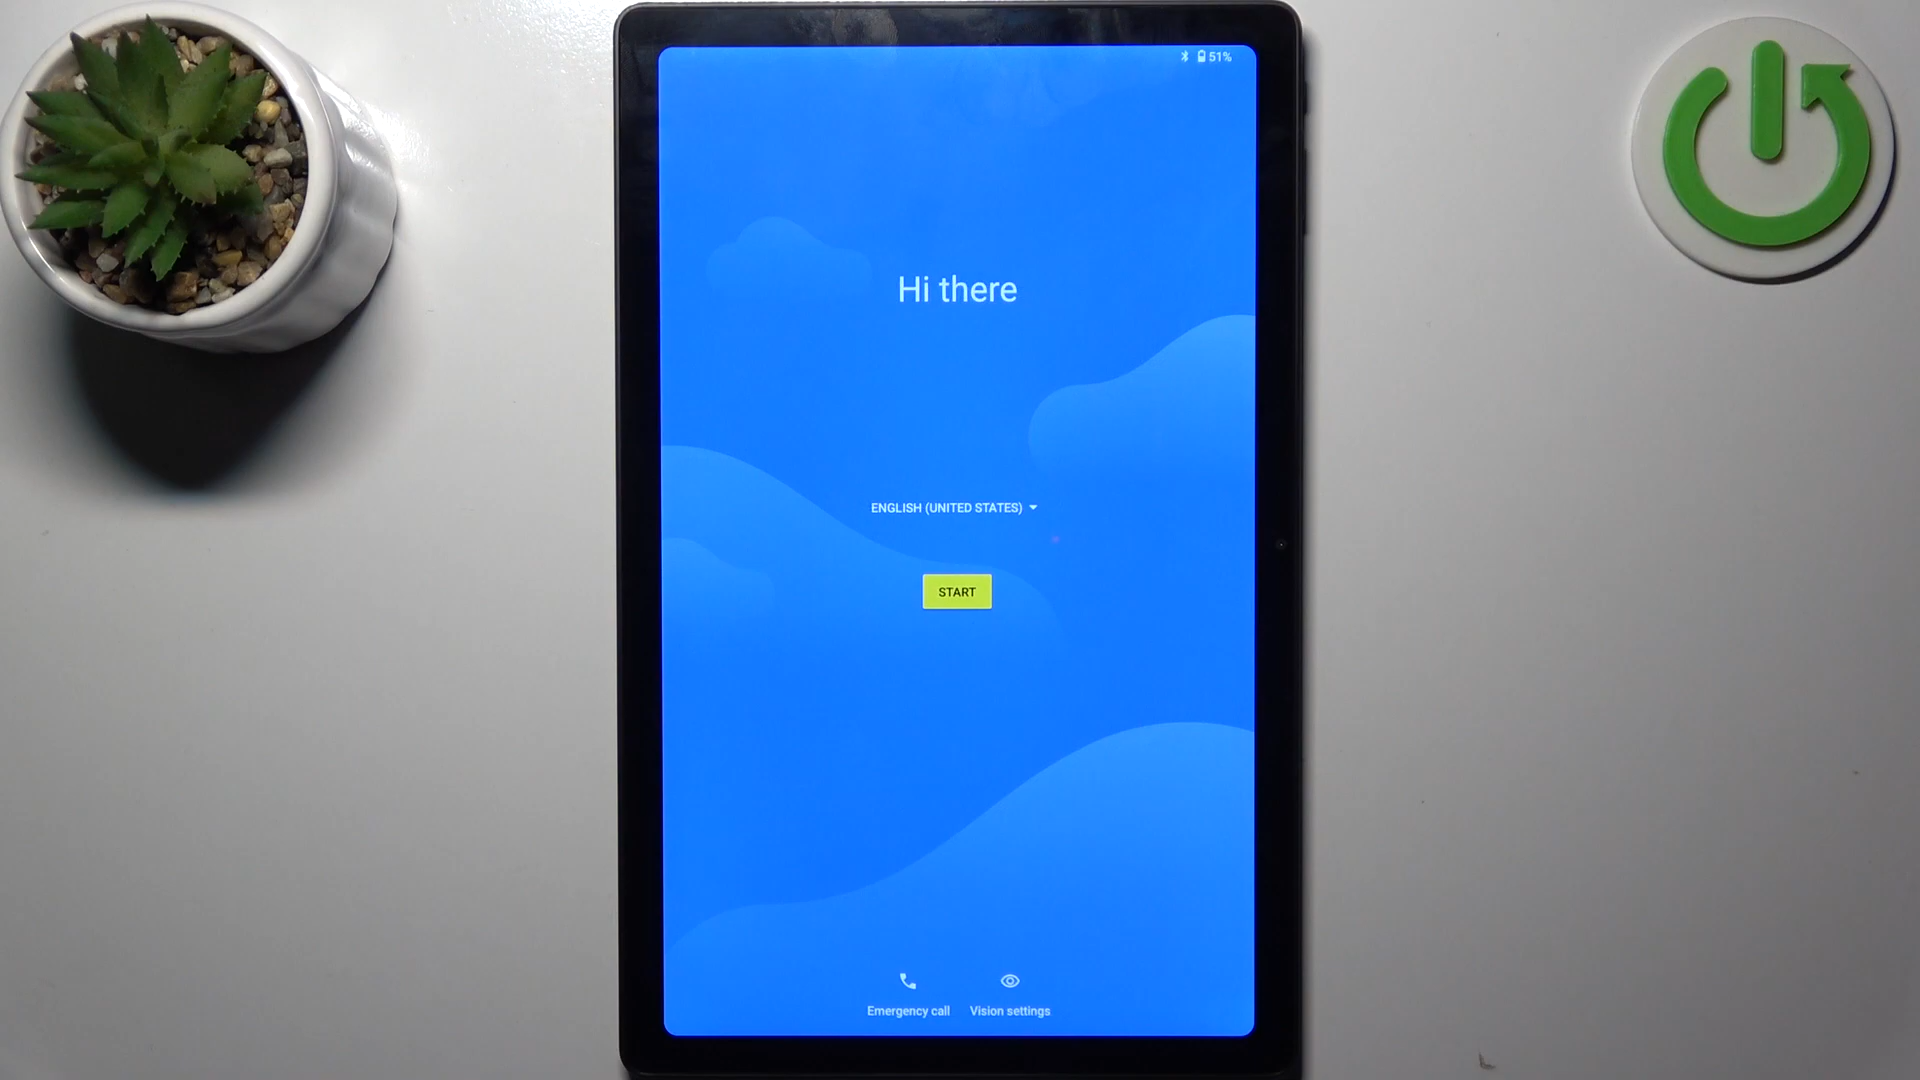 51%
Hi there
ENGLISH (UNITED STATES)
START
Emergency call
Vision settings